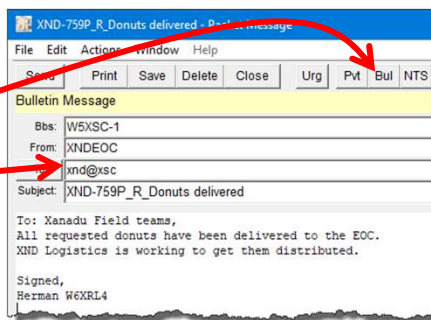 XND-759P_R_Donuts delivered - Packet Message
File Edit Actions Window Help
Send Print Save Delete Close Urg Pvt Bul NTS
Bulletin Message
Bbs: W5XSC-1
From: XNDEOC
xnd@xsc
Subject: XND-759P_R_Donuts delivered
To: Xanadu Field teams,
All requested donuts have been delivered to the EOC.
XND Logistics is working to get them distributed.
Signed,
Herman W6XRL4